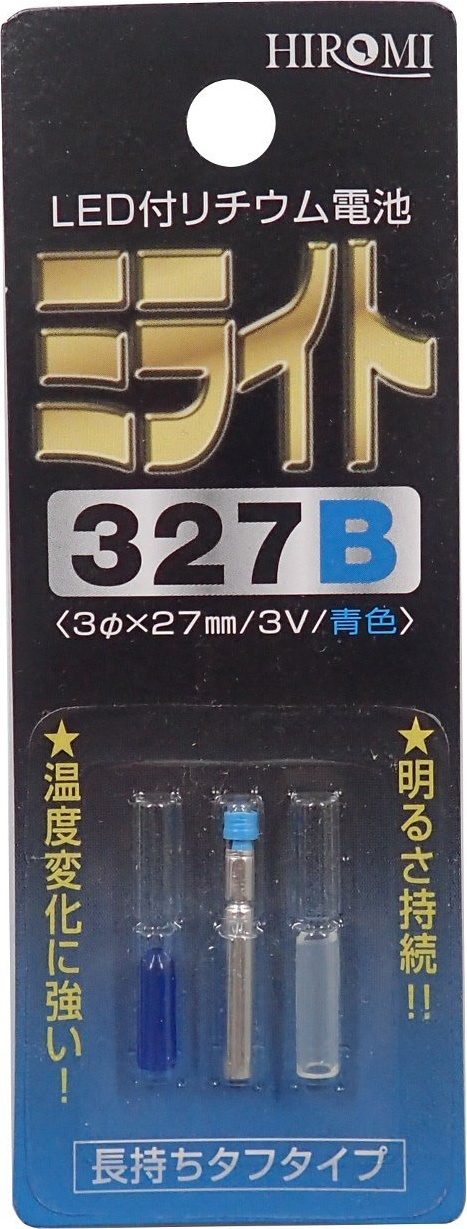 HIROMI
LED付リチウム電池
ミライト
327B
〈3φ×27㎜/3V/青色〉
★明るさ持続!!
★温度変化に強い!
長持ちタフタイプ